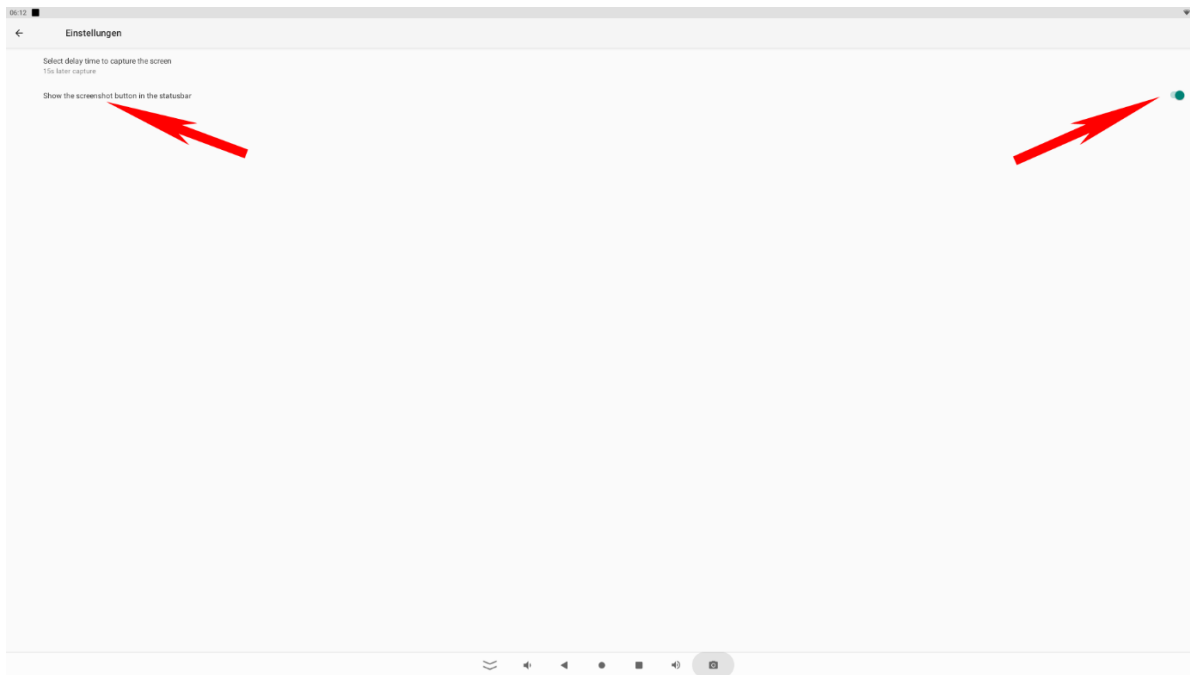 06:12
Einstellungen
Select delay time to capture the screen
15s later capture
Show the screenshot button in the statusbar